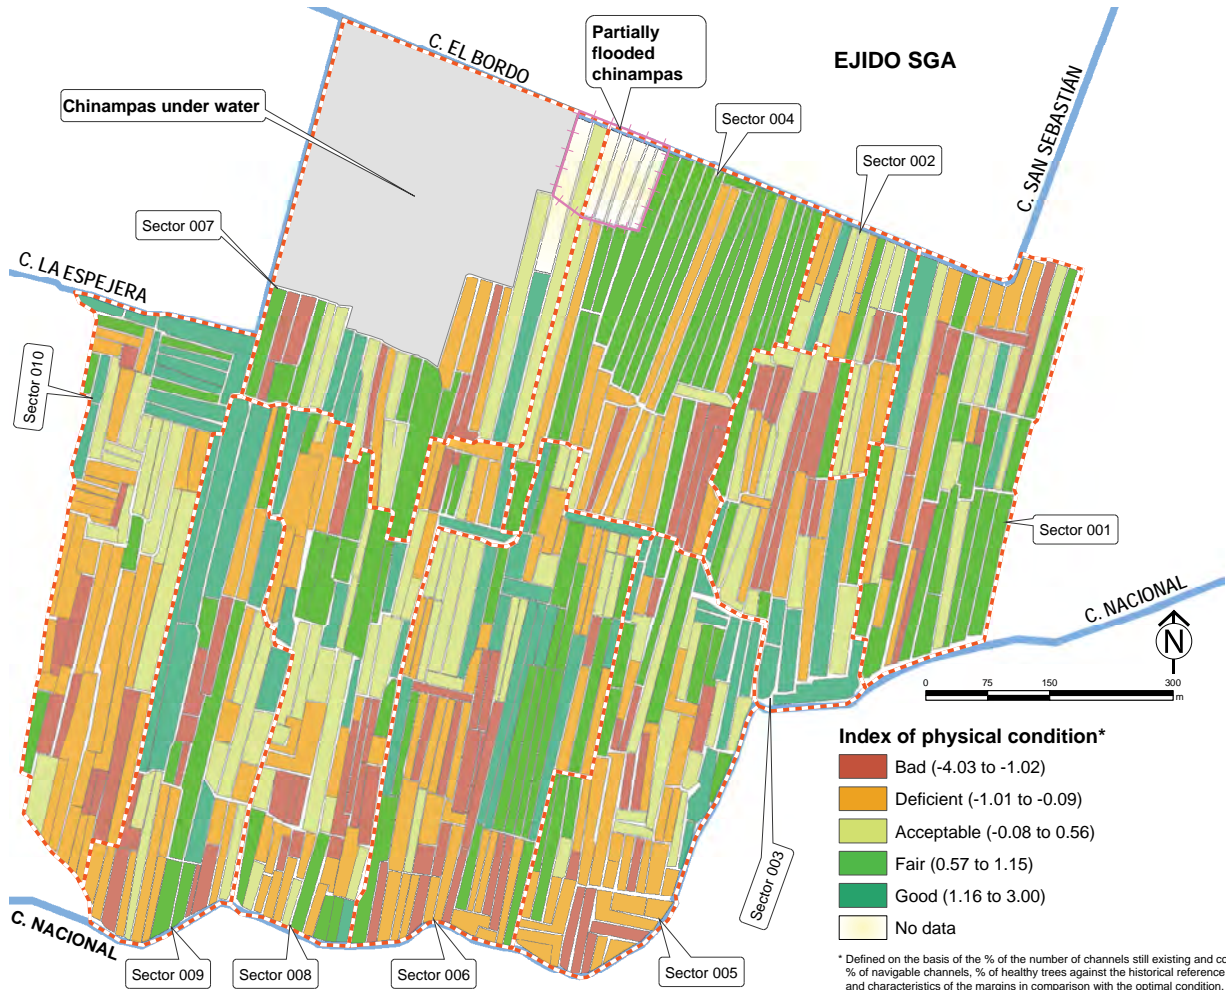 C. EL BORDO
Partially
flooded
chinampas
EJIDO SGA
C. SAN SEBASTIÁN
Chinampas under water
Sector 004
Sector 002
Sector 007
C. LA ESPEJERA
Sector 010
Sector 001
C. NACIONAL
N
0 75 150 300
m
Index of physical condition*
Bad (-4.03 to -1.02)
Deficient (-1.01 to -0.09)
Acceptable (-0.08 to 0.56)
Fair (0.57 to 1.15)
Good (1.16 to 3.00)
No data
Sector 003
C. NACIONAL
Sector 009
Sector 008
Sector 006
Sector 005
* Defined on the basis of the % of the number of channels still existing and co
% of navigable channels, % of healthy trees against the historical reference
and characteristics of the margins in comparison with the optimal condition.